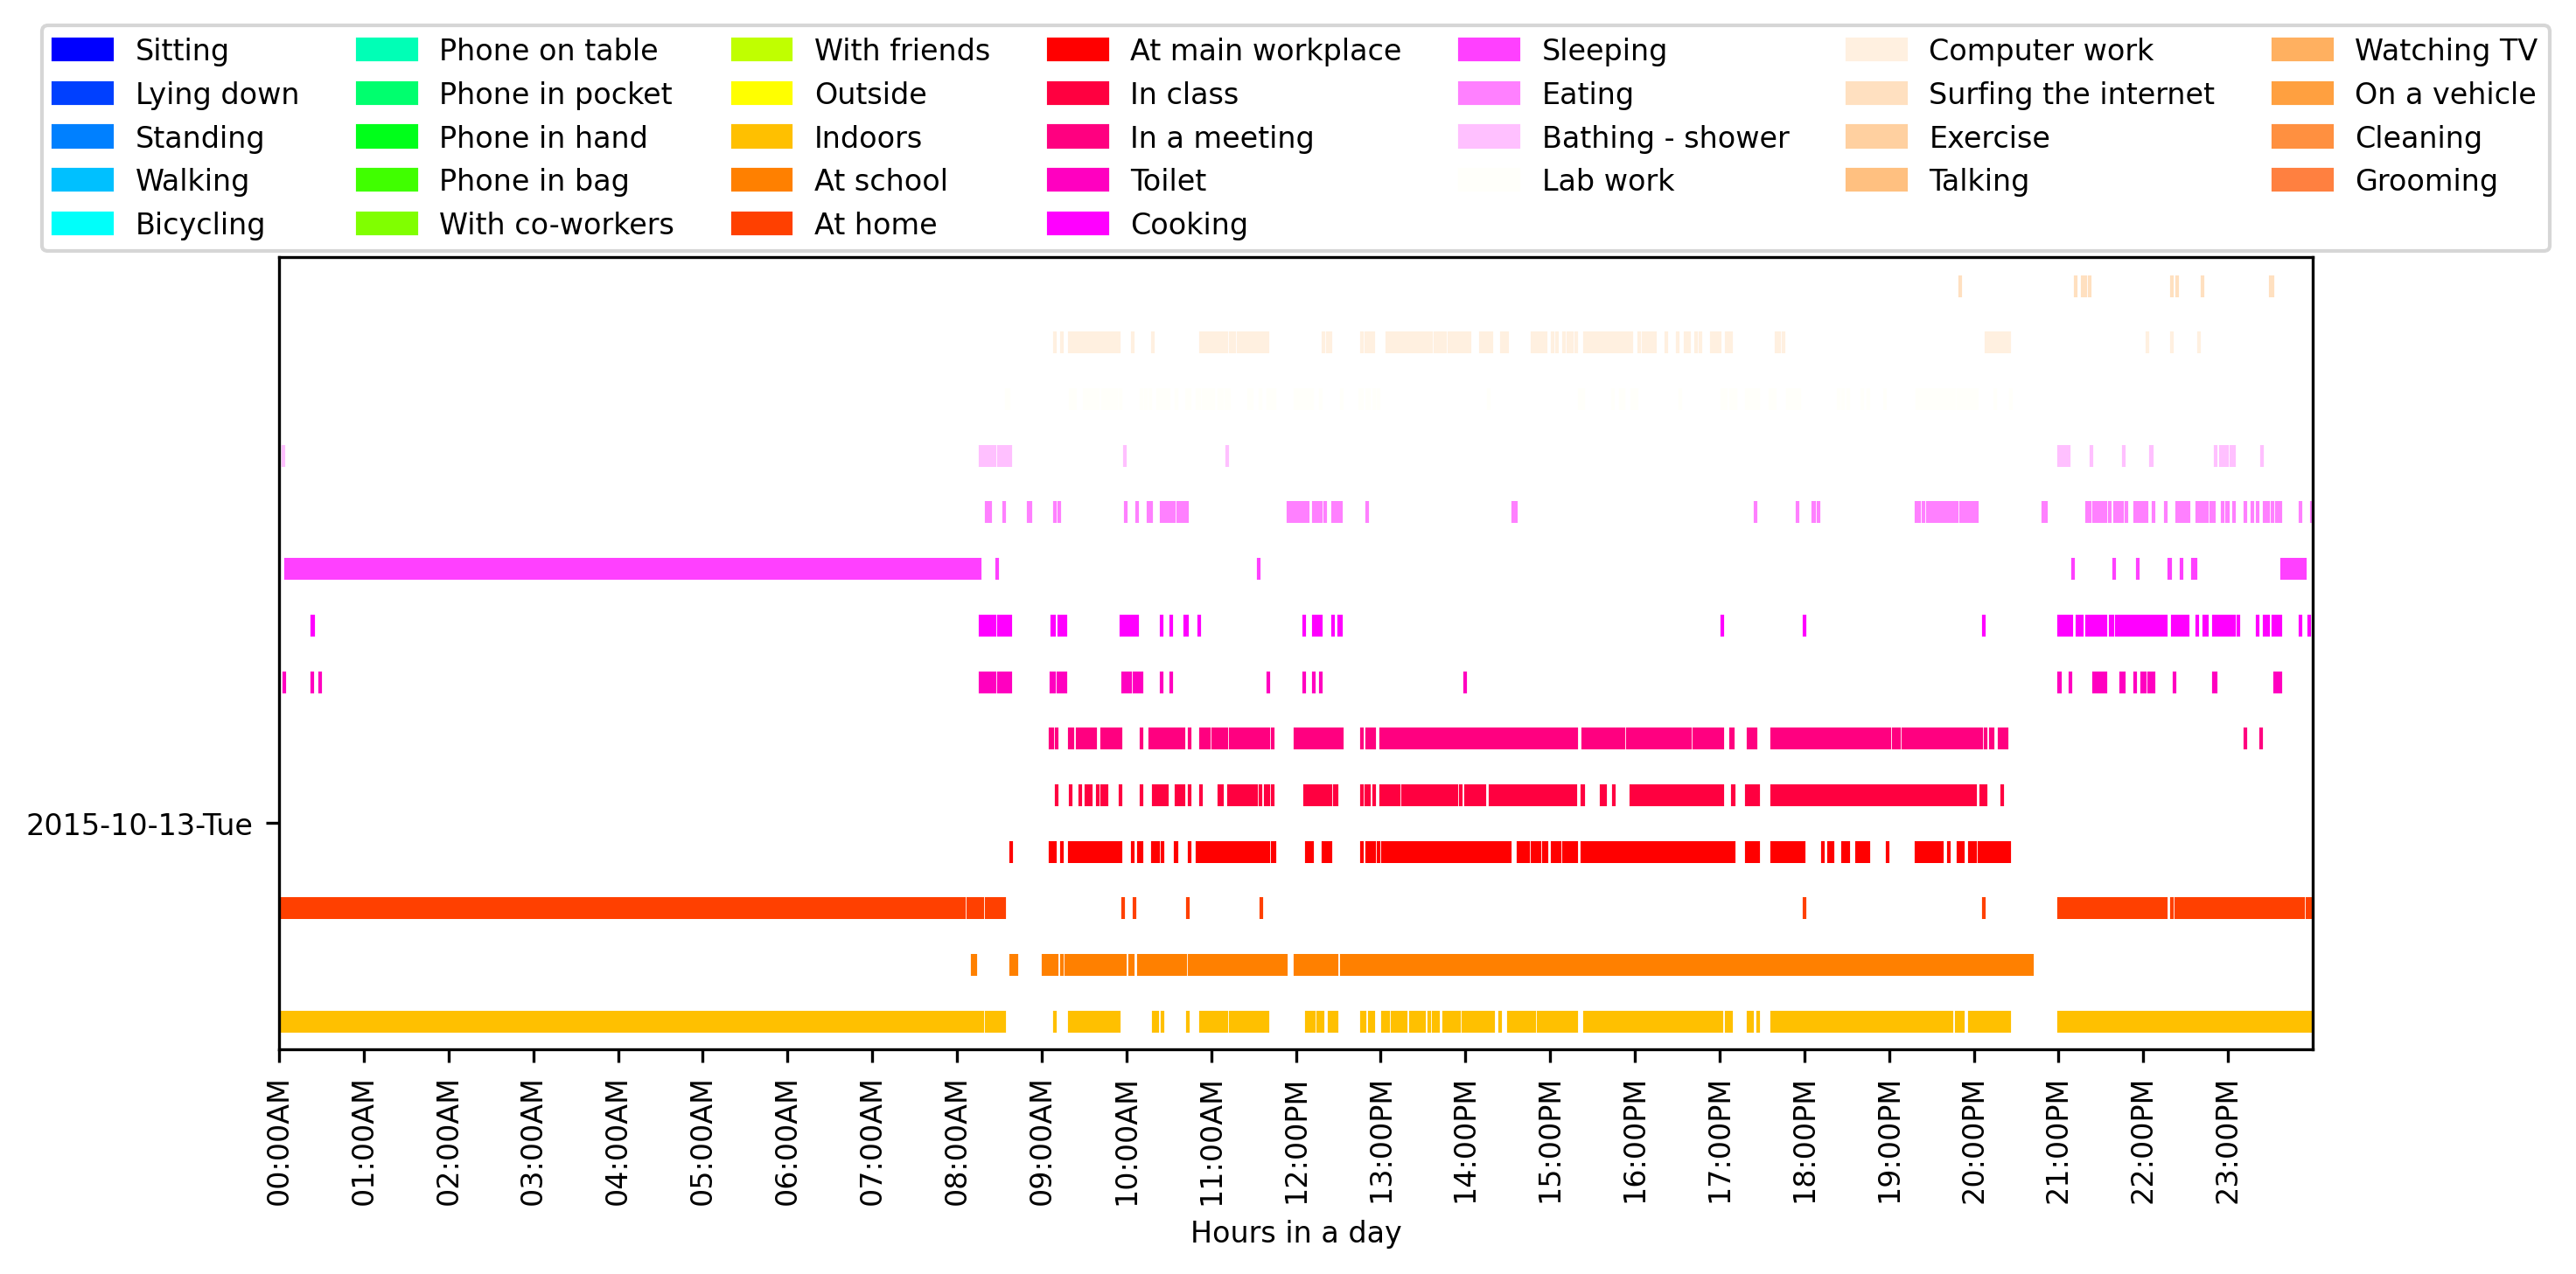 Sitting
Lying down
Standing
Walking
Bicycling
Phone on table
Phone in pocket
Phone in hand
Phone in bag
With co-workers
With friends
Outside
Indoors
At school
At home
At main workplace
In class
In a meeting
Toilet
Cooking
Sleeping
Eating
Bathing - shower
Lab work
Computer work
Surfing the internet
Exercise
Talking
Watching TV
On a vehicle
Cleaning
Grooming
2015-10-13-Tue
00:00AM
01:00AM
02:00AM
03:00AM
04:00AM
05:00AM
06:00AM
07:00AM
08:00AM
09:00AM
10:00AM
11:00AM
12:00PM
13:00PM
14:00PM
15:00PM
16:00PM
17:00PM
18:00PM
19:00PM
20:00PM
21:00PM
22:00PM
23:00PM
Hours in a day